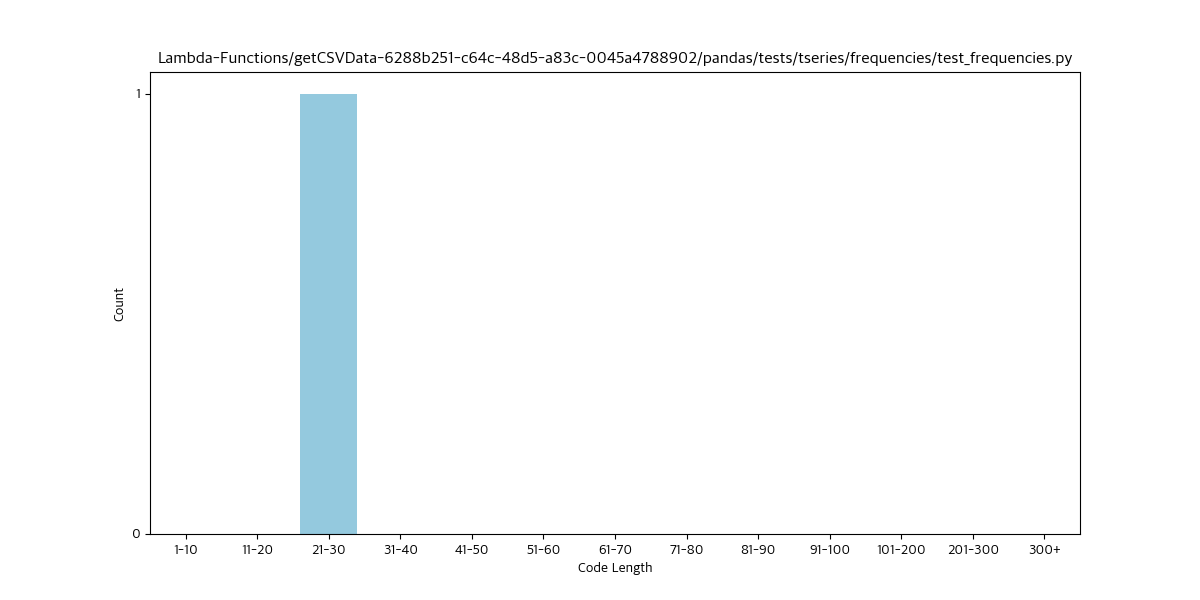 Lambda-Functions/getCSVData-6288b251-c64c-48d5-a83c-0045a4788902/pandas/tests/tseries/frequencies/test_frequencies.py
1
Count
0
1-10 11-20 21-30 31-40 41-50 51-60 61-70 71-80 81-90 91-100 101-200 201-300 300+
Code Length